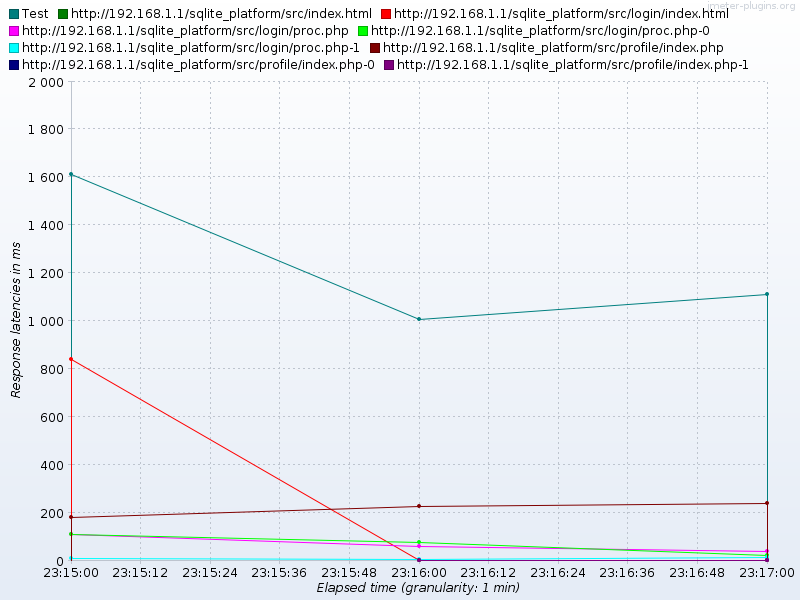 jmeter-plugins.org
Test http://192.168.1.1/sqlite_platform/src/index.html http://192.168.1.1/sqlite_platform/src/login/index.html
http://192.168.1.1/sqlite_platform/src/login/proc.php http://192.168.1.1/sqlite_platform/src/login/proc.php-0
http://192.168.1.1/sqlite_platform/src/login/proc.php-1 http://192.168.1.1/sqlite_platform/src/profile/index.php
http://192.168.1.1/sqlite_platform/src/profile/index.php-0 http://192.168.1.1/sqlite_platform/src/profile/index.php-1
2 000
1 800
1 600
1 400
1 200
1 000
800
600
400
200
0
Response latencies in ms
23:15:00 23:15:12 23:15:24 23:15:36 23:15:48 23:16:00 23:16:12 23:16:24 23:16:36 23:16:48 23:17:00
Elapsed time (granularity: 1 min)